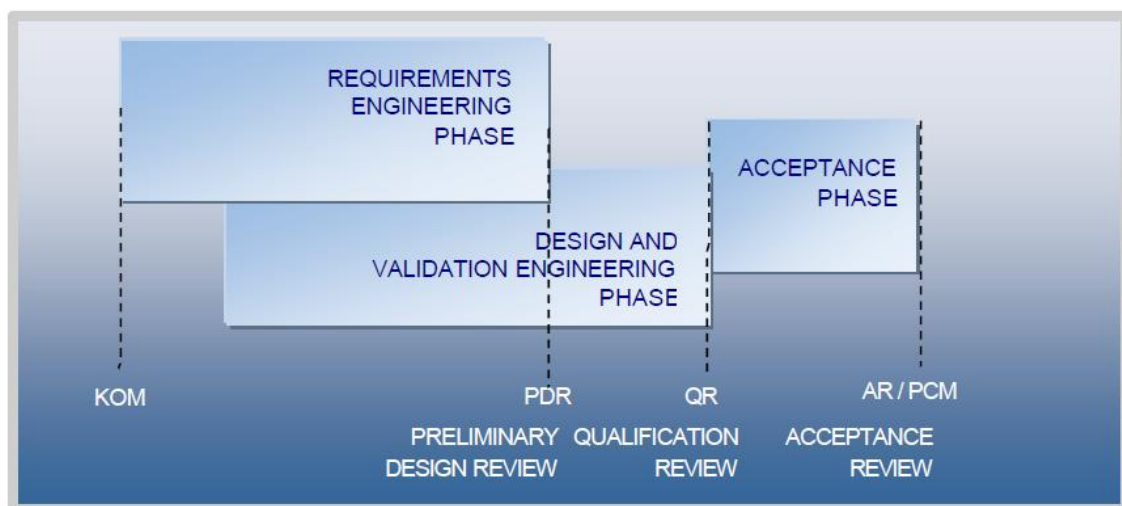 REQUIREMENTS
ENGINEERING
PHASE
ACCEPTANCE
PHASE
DESIGN AND
VALIDATION ENGINEERING
PHASE
KOM
PDR
QR
AR / PCM
PRELIMINARY
DESIGN REVIEW
QUALIFICATION
REVIEW
ACCEPTANCE
REVIEW